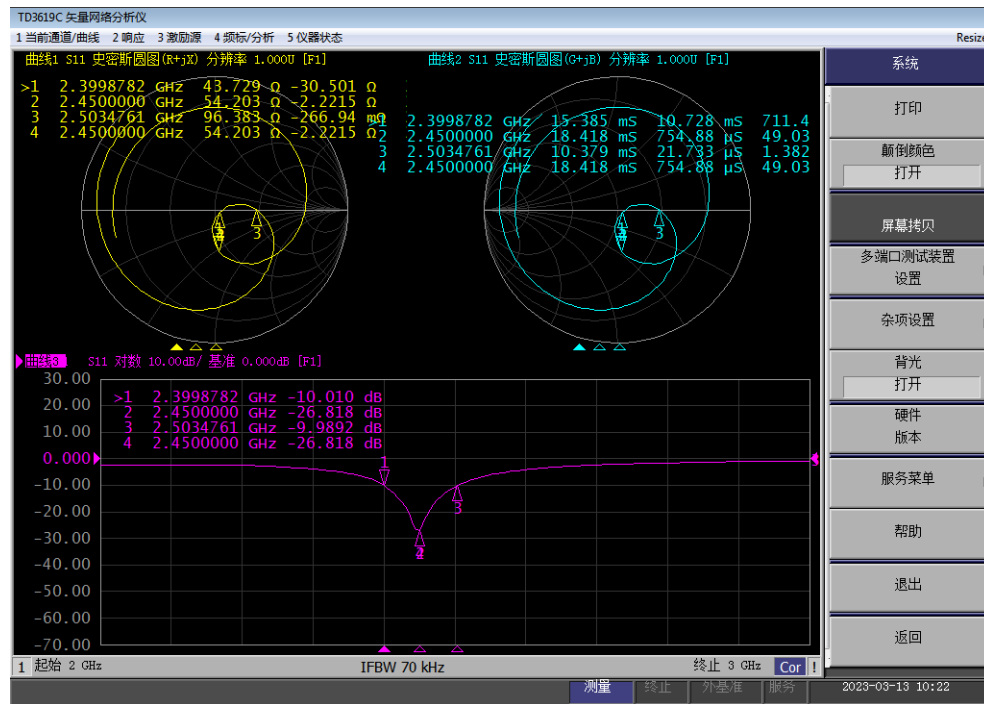 TD3619C 矢量网络分析仪
1 当前通道/曲线 2 响应 3 激励源 4 频标/分析 5 仪器状态 Resize
曲线1 S11 史密斯圆图(R+jX) 分辨率 1.000U [F1]
>1 2.3998782 GHz 43.729 Ω -30.501 Ω
2 2.4500000 GHz 54.203 Ω -2.2215 Ω
3 2.5034761 GHz 96.383 Ω -266.94 mΩ
4 2.4500000 GHz 54.203 Ω -2.2215 Ω
3
曲线2 S11 史密斯圆图(G+jB) 分辨率 1.000U [F1]
>1 2.3998782 GHz 15.385 mS 10.728 mS 711.4
2 2.4500000 GHz 18.418 mS 754.88 µS 49.03
3 2.5034761 GHz 10.379 mS 21.733 µS 1.382
4 2.4500000 GHz 18.418 mS 754.88 µS 49.03
3
曲线3 S11 对数 10.00dB/ 基准 0.000dB [F1]
30.00
20.00
10.00
0.000
-10.00
-20.00
-30.00
-40.00
-50.00
-60.00
-70.00
>1 2.3998782 GHz -10.010 dB
2 2.4500000 GHz -26.818 dB
3 2.5034761 GHz -9.9892 dB
4 2.4500000 GHz -26.818 dB
1
3
1 起始 2 GHz IFBW 70 kHz 终止 3 GHz Cor !
系统
打印
颠倒颜色
打开
屏幕拷贝
多端口测试装置
设置
杂项设置
背光
打开
硬件
版本
服务菜单
帮助
退出
返回
测量 终止 外基准 服务 2023-03-13 10:22